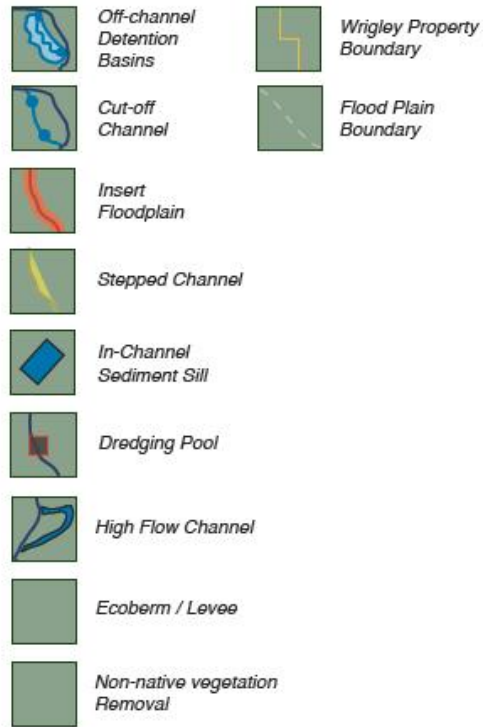 Off-channel
Detention
Basins
Cut-off
Channel
Insert
Floodplain
Stepped Channel
In-Channel
Sediment Sill
Dredging Pool
High Flow Channel
Ecoberm / Levee
Non-native vegetation
Removal
Wrigley Property
Boundary
Flood Plain
Boundary